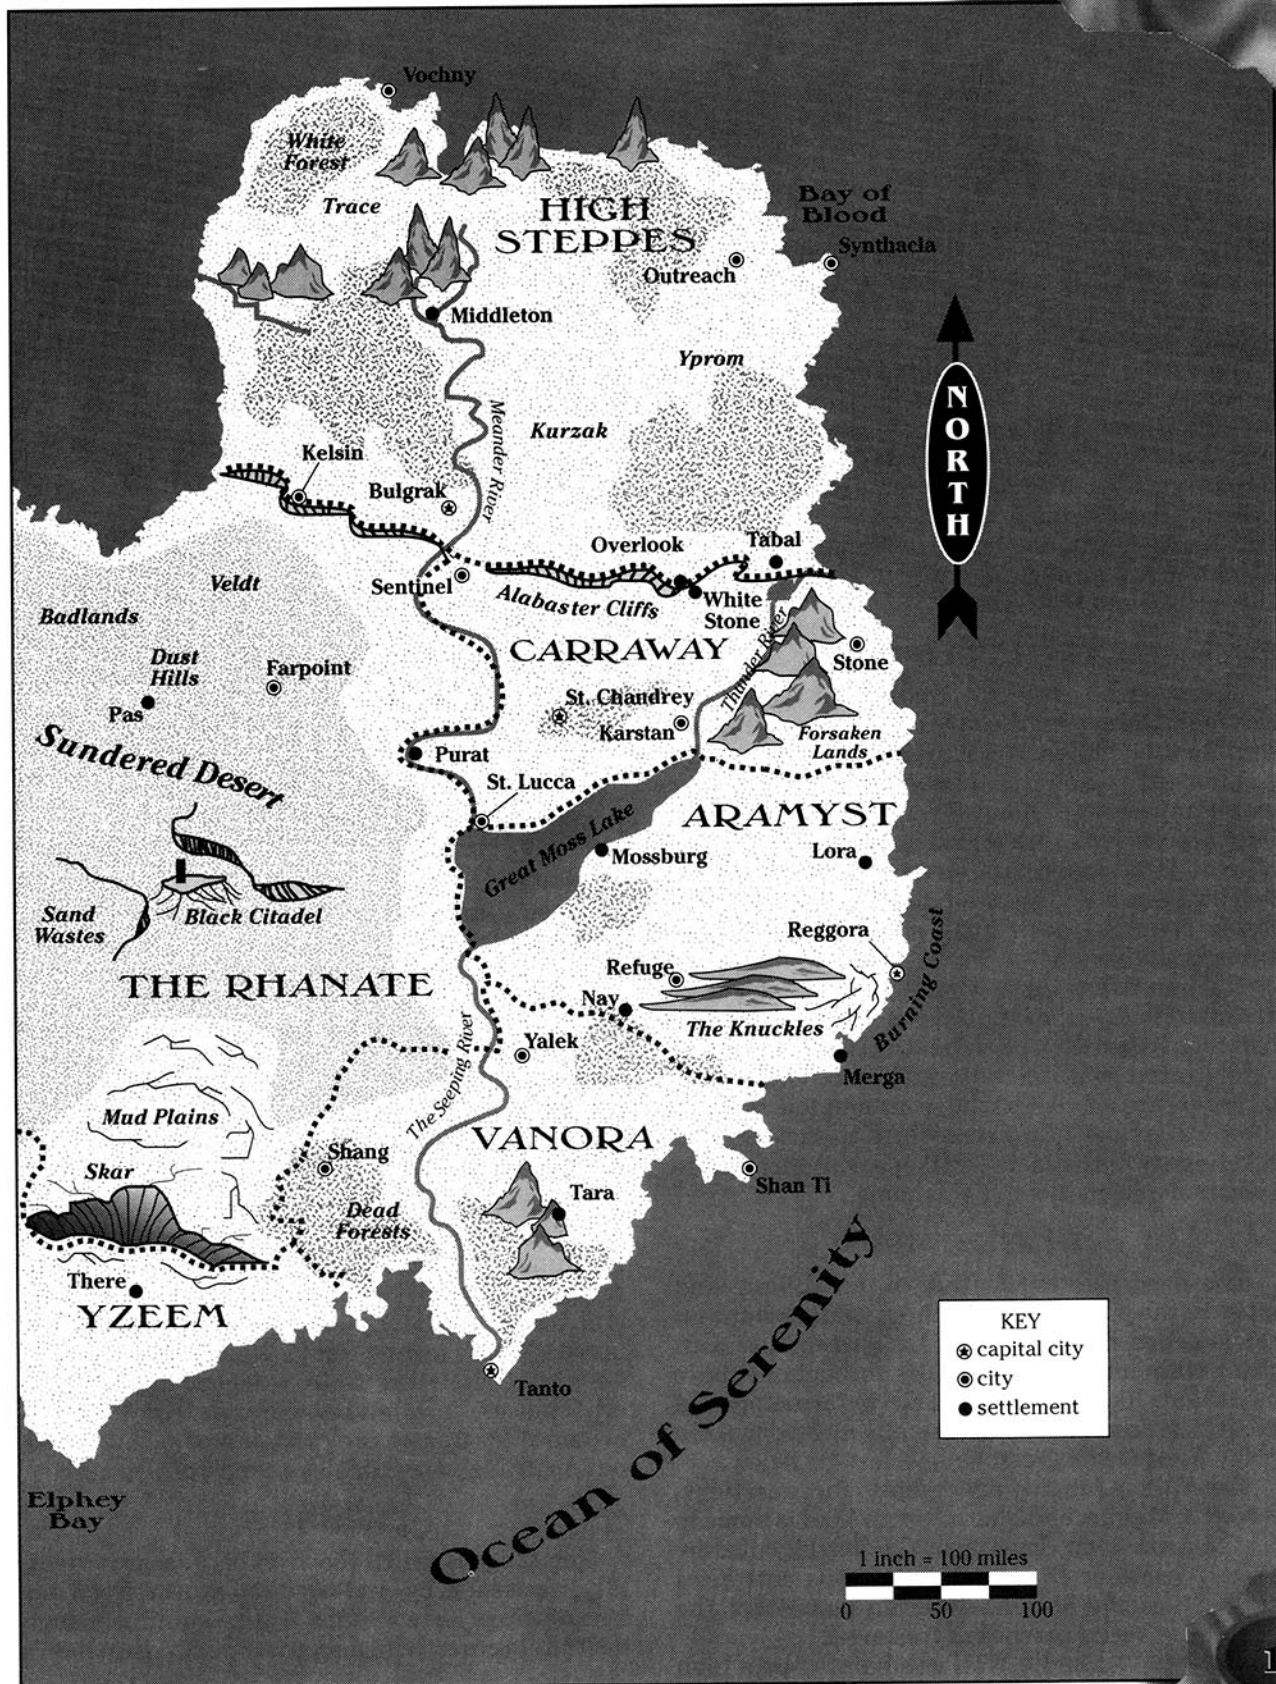 Vochny
White
Forest
Trace
HIGH
STEPPES
Bay of
Blood
Synthacia
Outreach
Middleton
Yprom
Meander River
Kurzak
NORTH
Kelsin
Bulgrak
Overlook
Tabal
Sentinel
Alabaster Cliffs
White
Stone
Veldt
Badlands
Dust
Hills
Farpoint
Pas
CARRAWAY
Thunder River
Stone
St. Chandrey
Karstan
Forsaken
Lands
Sundered Desert
Purat
St. Lucca
ARAMYST
Great Moss Lake
Mossburg
Lora
Sand
Wastes
Black Citadel
Reggora
Burning Coast
THE RHANATE
Refuge
Nay
The Knuckles
Yalek
Merga
The Seeping River
Mud Plains
VANORA
Skar
Shang
Shan Ti
Dead
Forests
Tara
There
YZEEM
Tanto
Ocean of Serenity
Elphey
Bay
KEY
capital city
city
settlement
1 inch = 100 miles
0 50 100